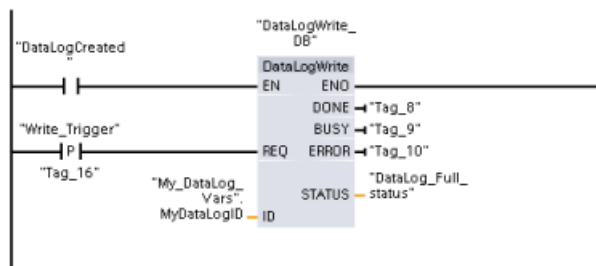 "DataLogWrite_
DB"
"DataLogCreated
"
DataLogWrite
EN ENO
DONE "Tag_8"
BUSY "Tag_9"
"Write_Trigger"
P
REQ ERROR "Tag_10"
"Tag_16"
"DataLog_Full_
"My_DataLog_
STATUS status"
Vars".
MyDataLogID ID